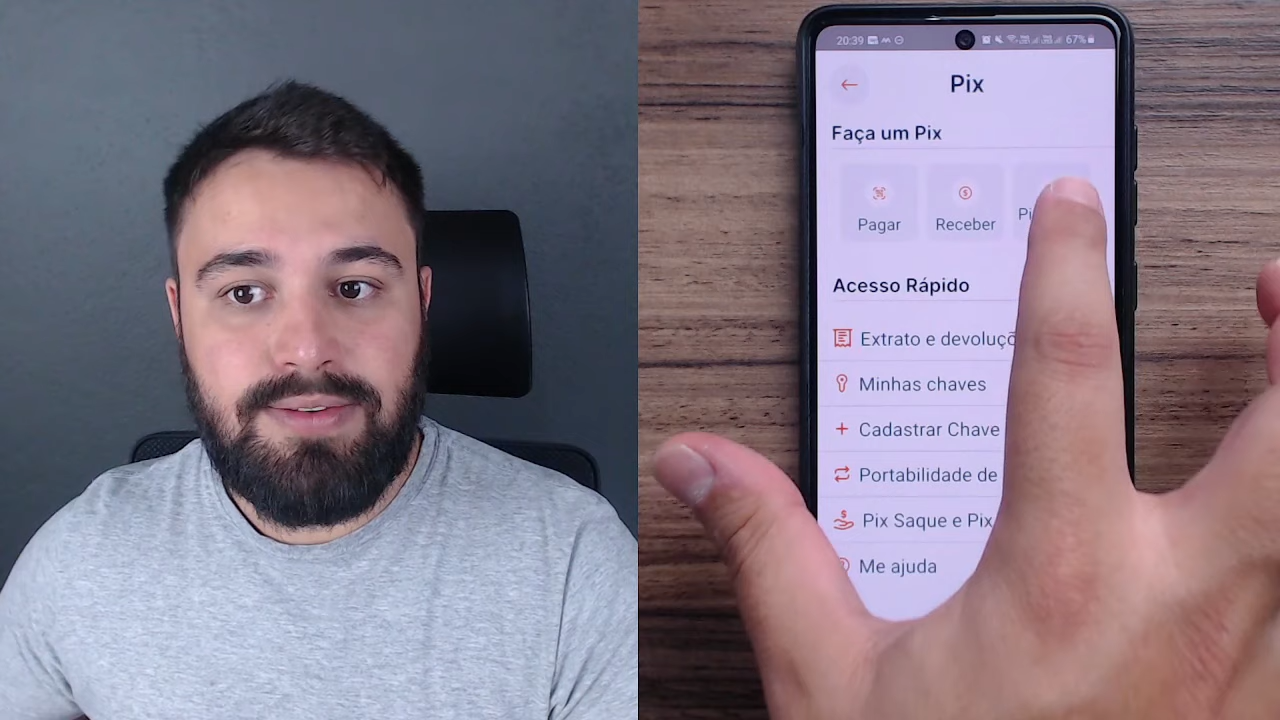 20:39
67%
Pix
Faça um Pix
Pagar
Receber
Acesso Rápido
Extrato e devoluç
Minhas chaves
Cadastrar Chave
Portabilidade de
Pix Saque e Pix
Me ajuda